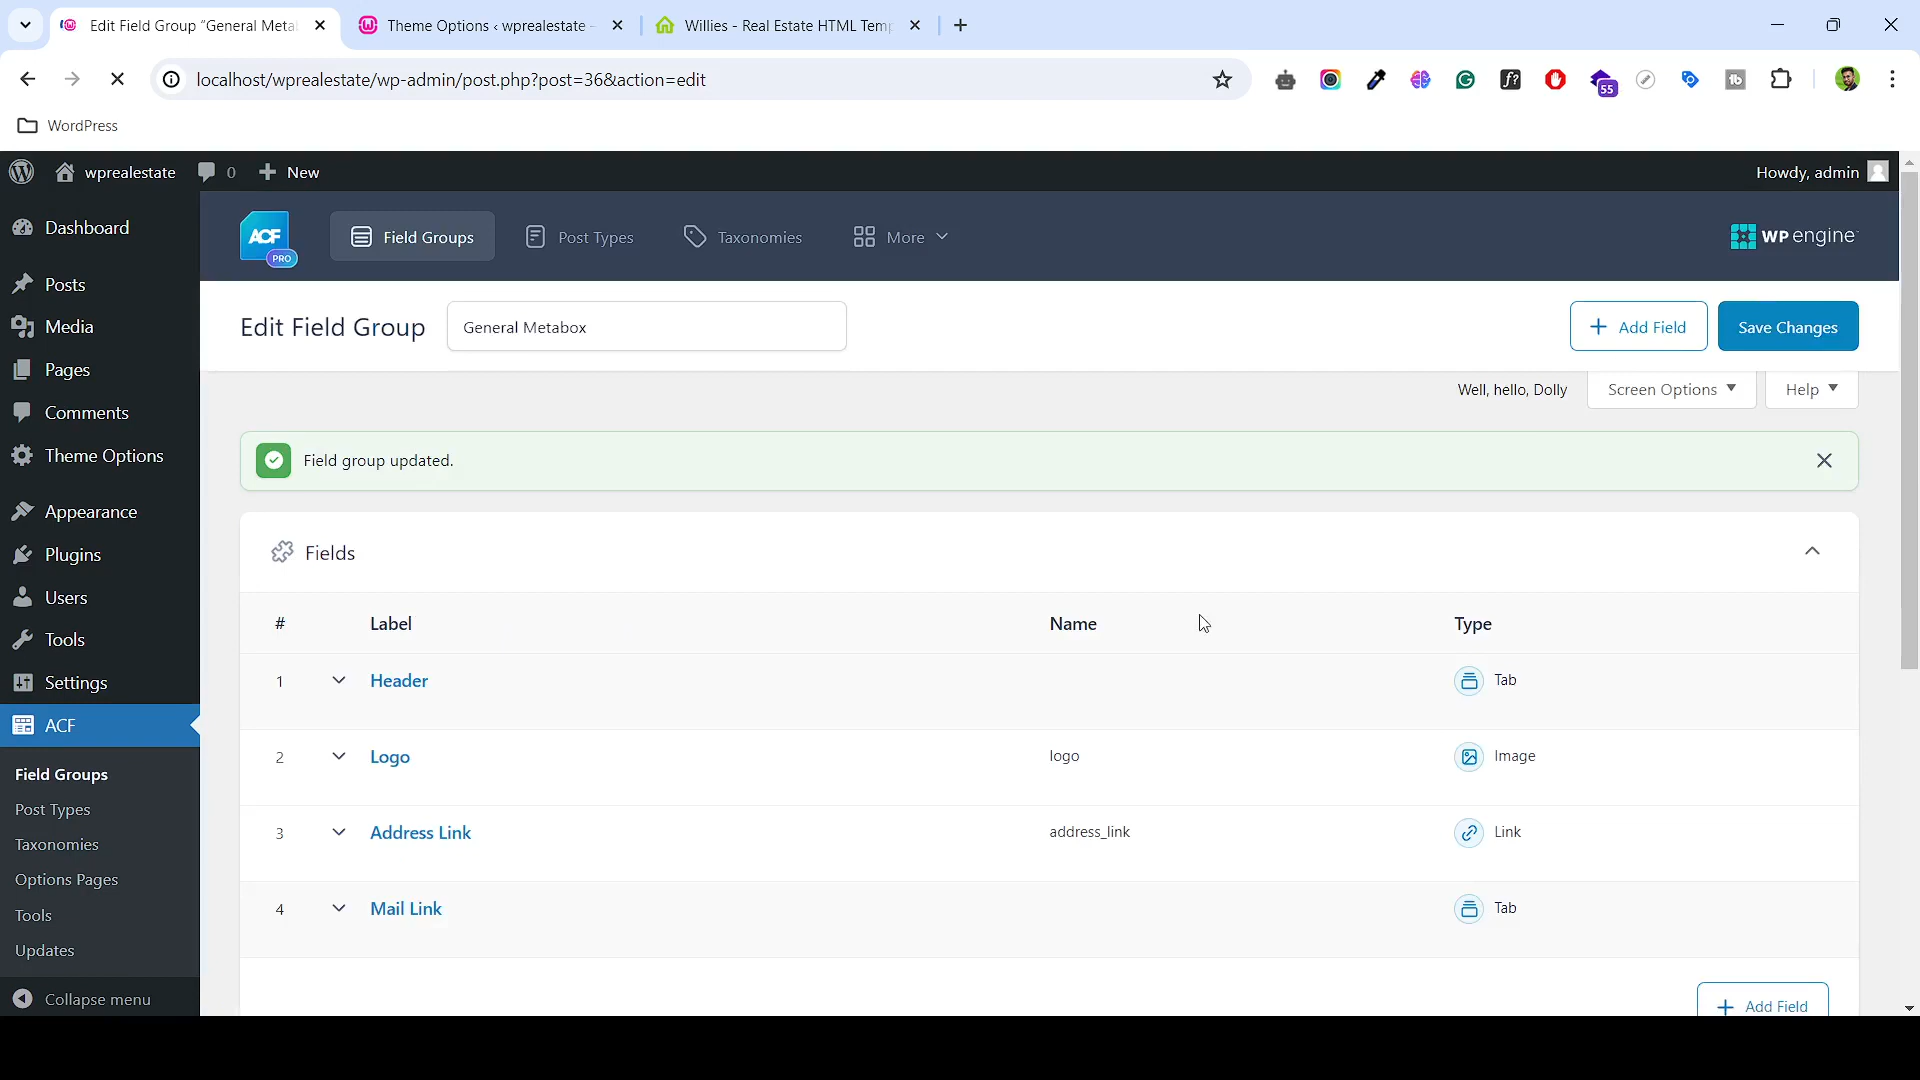 Edit Field Group “General Meta
Theme Options ‹ wprealestate -
Willies - Real Estate HTML Temp
localhost/wprealestate/wp-admin/post.php?post=36&action=edit
f?
55
tb
WordPress
wprealestate
0
New
Howdy, admin
Dashboard
Posts
Media
Pages
Comments
Theme Options
Appearance
Plugins
Users
Tools
Settings
ACF
Field Groups
Post Types
Taxonomies
Options Pages
Tools
Updates
Collapse menu
ACF
PRO
Field Groups
Post Types
Taxonomies
More
WP engine
Edit Field Group
General Metabox
+ Add Field
Save Changes
Well, hello, Dolly
Screen Options
Help
Field group updated.
Fields
# Label Name Type
1 Header Tab
2 Logo logo Image
3 Address Link address_link Link
4 Mail Link Tab
+ Add Field